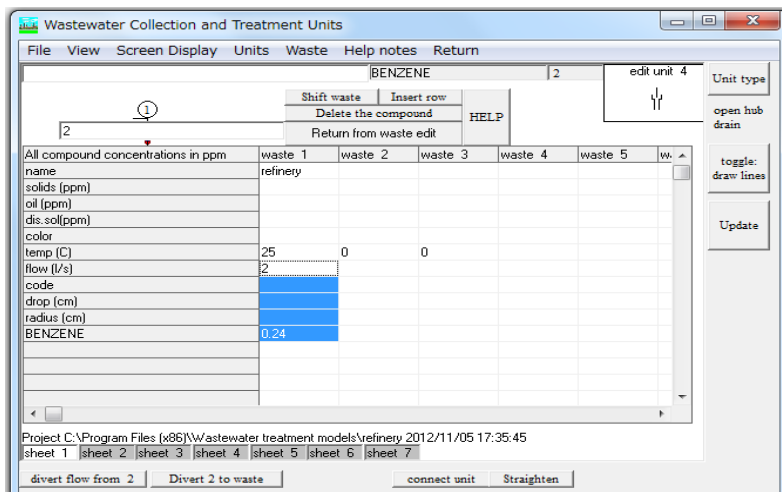 Wastewater Collection and Treatment Units
File View Screen Display Units Waste Help notes Return
BENZENE 2 edit unit 4 Unit type
Shift waste Insert row
1 Delete the compound HELP open hub drain
2 Return from waste edit
All compound concentrations in ppm waste 1 waste 2 waste 3 waste 4 waste 5 w.
name refinery toggle: draw lines
solids (ppm)
oil (ppm)
dis.sol(ppm) Update
color
temp (C) 25 0 0
flow (l/s) 2
code
drop (cm)
radius (cm)
BENZENE 0.24
Project C:\Program Files (x86)\Wastewater treatment models\refinery 2012/11/05 17:35:45
sheet 1 sheet 2 sheet 3 sheet 4 sheet 5 sheet 6 sheet 7
divert flow from 2 Divert 2 to waste connect unit Straighten